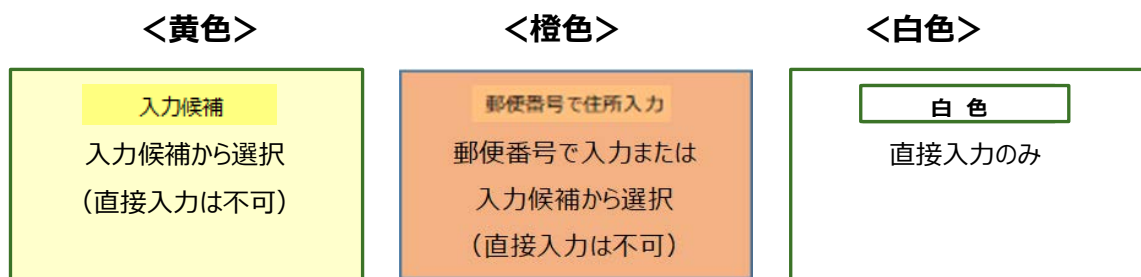 ＜黄色＞
入力候補
入力候補から選択
（直接入力は不可）
＜橙色＞
郵便番号で住所入力
郵便番号で入力または
入力候補から選択
（直接入力は不可）
＜白色＞
白 色
直接入力のみ